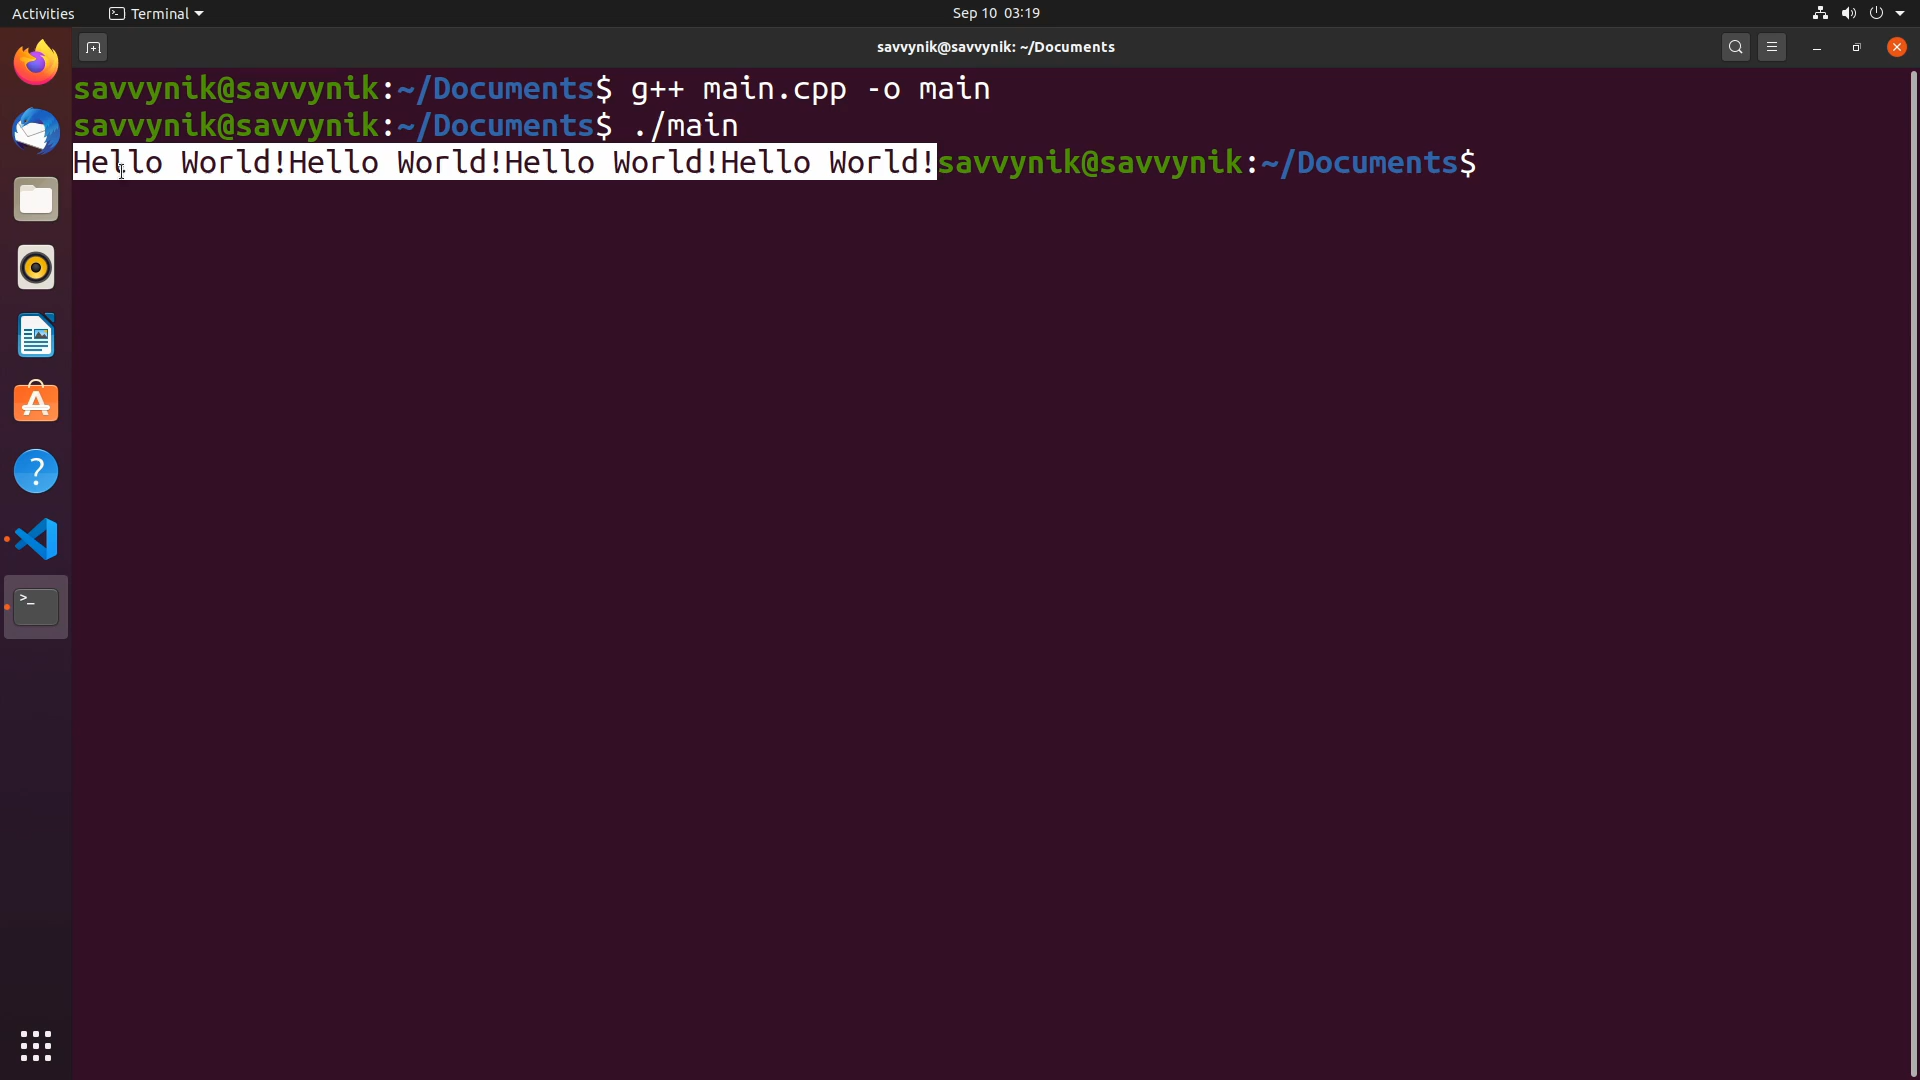 Activities Terminal Sep 10 03:19
savvynik@savvynik: ~/Documents
savvynik@savvynik:~/Documents$ g++ main.cpp -o main
savvynik@savvynik:~/Documents$ ./main
Hello World!Hello World!Hello World!Hello World!savvynik@savvynik:~/Documents$